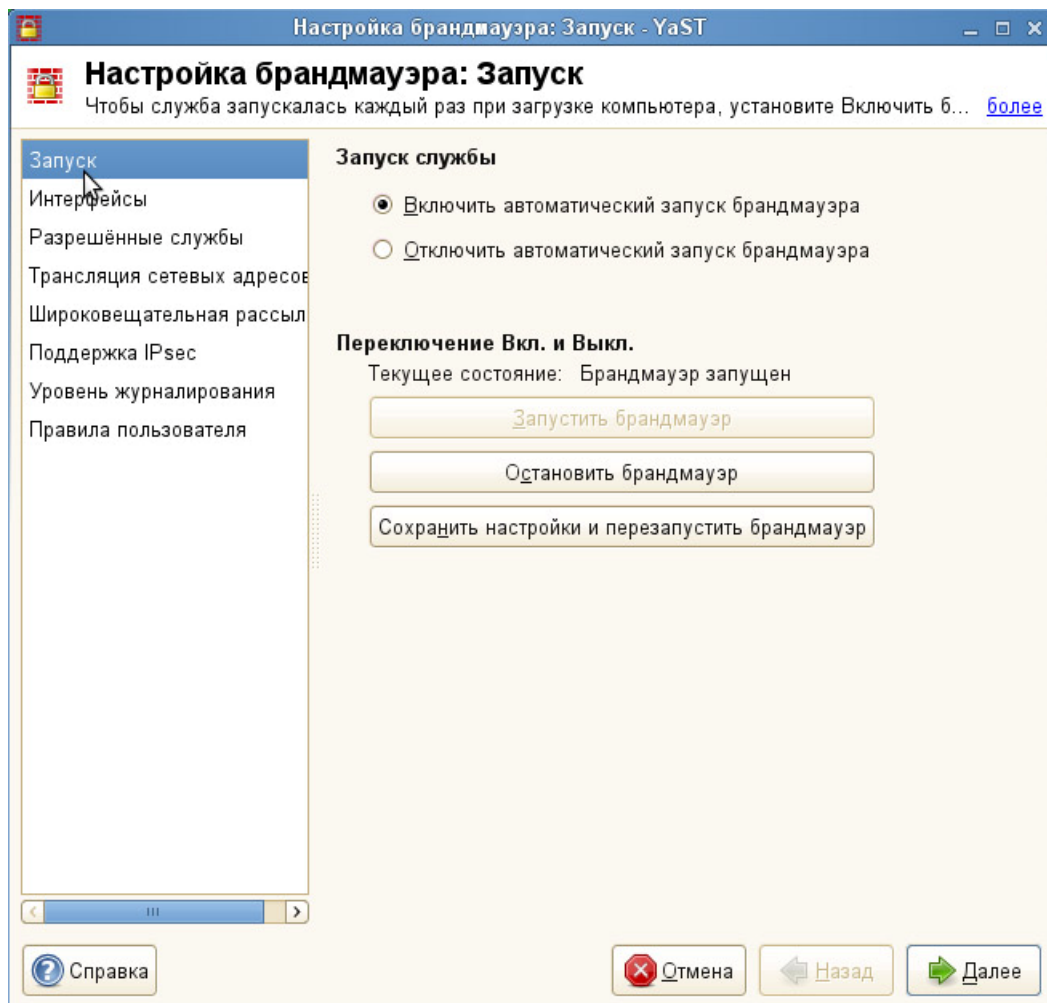 Настройка брандмауэра: Запуск - YaST
Настройка брандмауэра: Запуск
Чтобы служба запускалась каждый раз при загрузке компьютера, установите Включить б... более
Запуск
Интерфейсы
Разрешённые службы
Трансляция сетевых адресов
Широковещательная рассыл
Поддержка IPsec
Уровень журналирования
Правила пользователя
Запуск службы
Включить автоматический запуск брандмауэра
Отключить автоматический запуск брандмауэра
Переключение Вкл. и Выкл.
Текущее состояние: Брандмауэр запущен
Запустить брандмауэр
Остановить брандмауэр
Сохранить настройки и перезапустить брандмауэр
Справка
Отмена
Назад
Далее